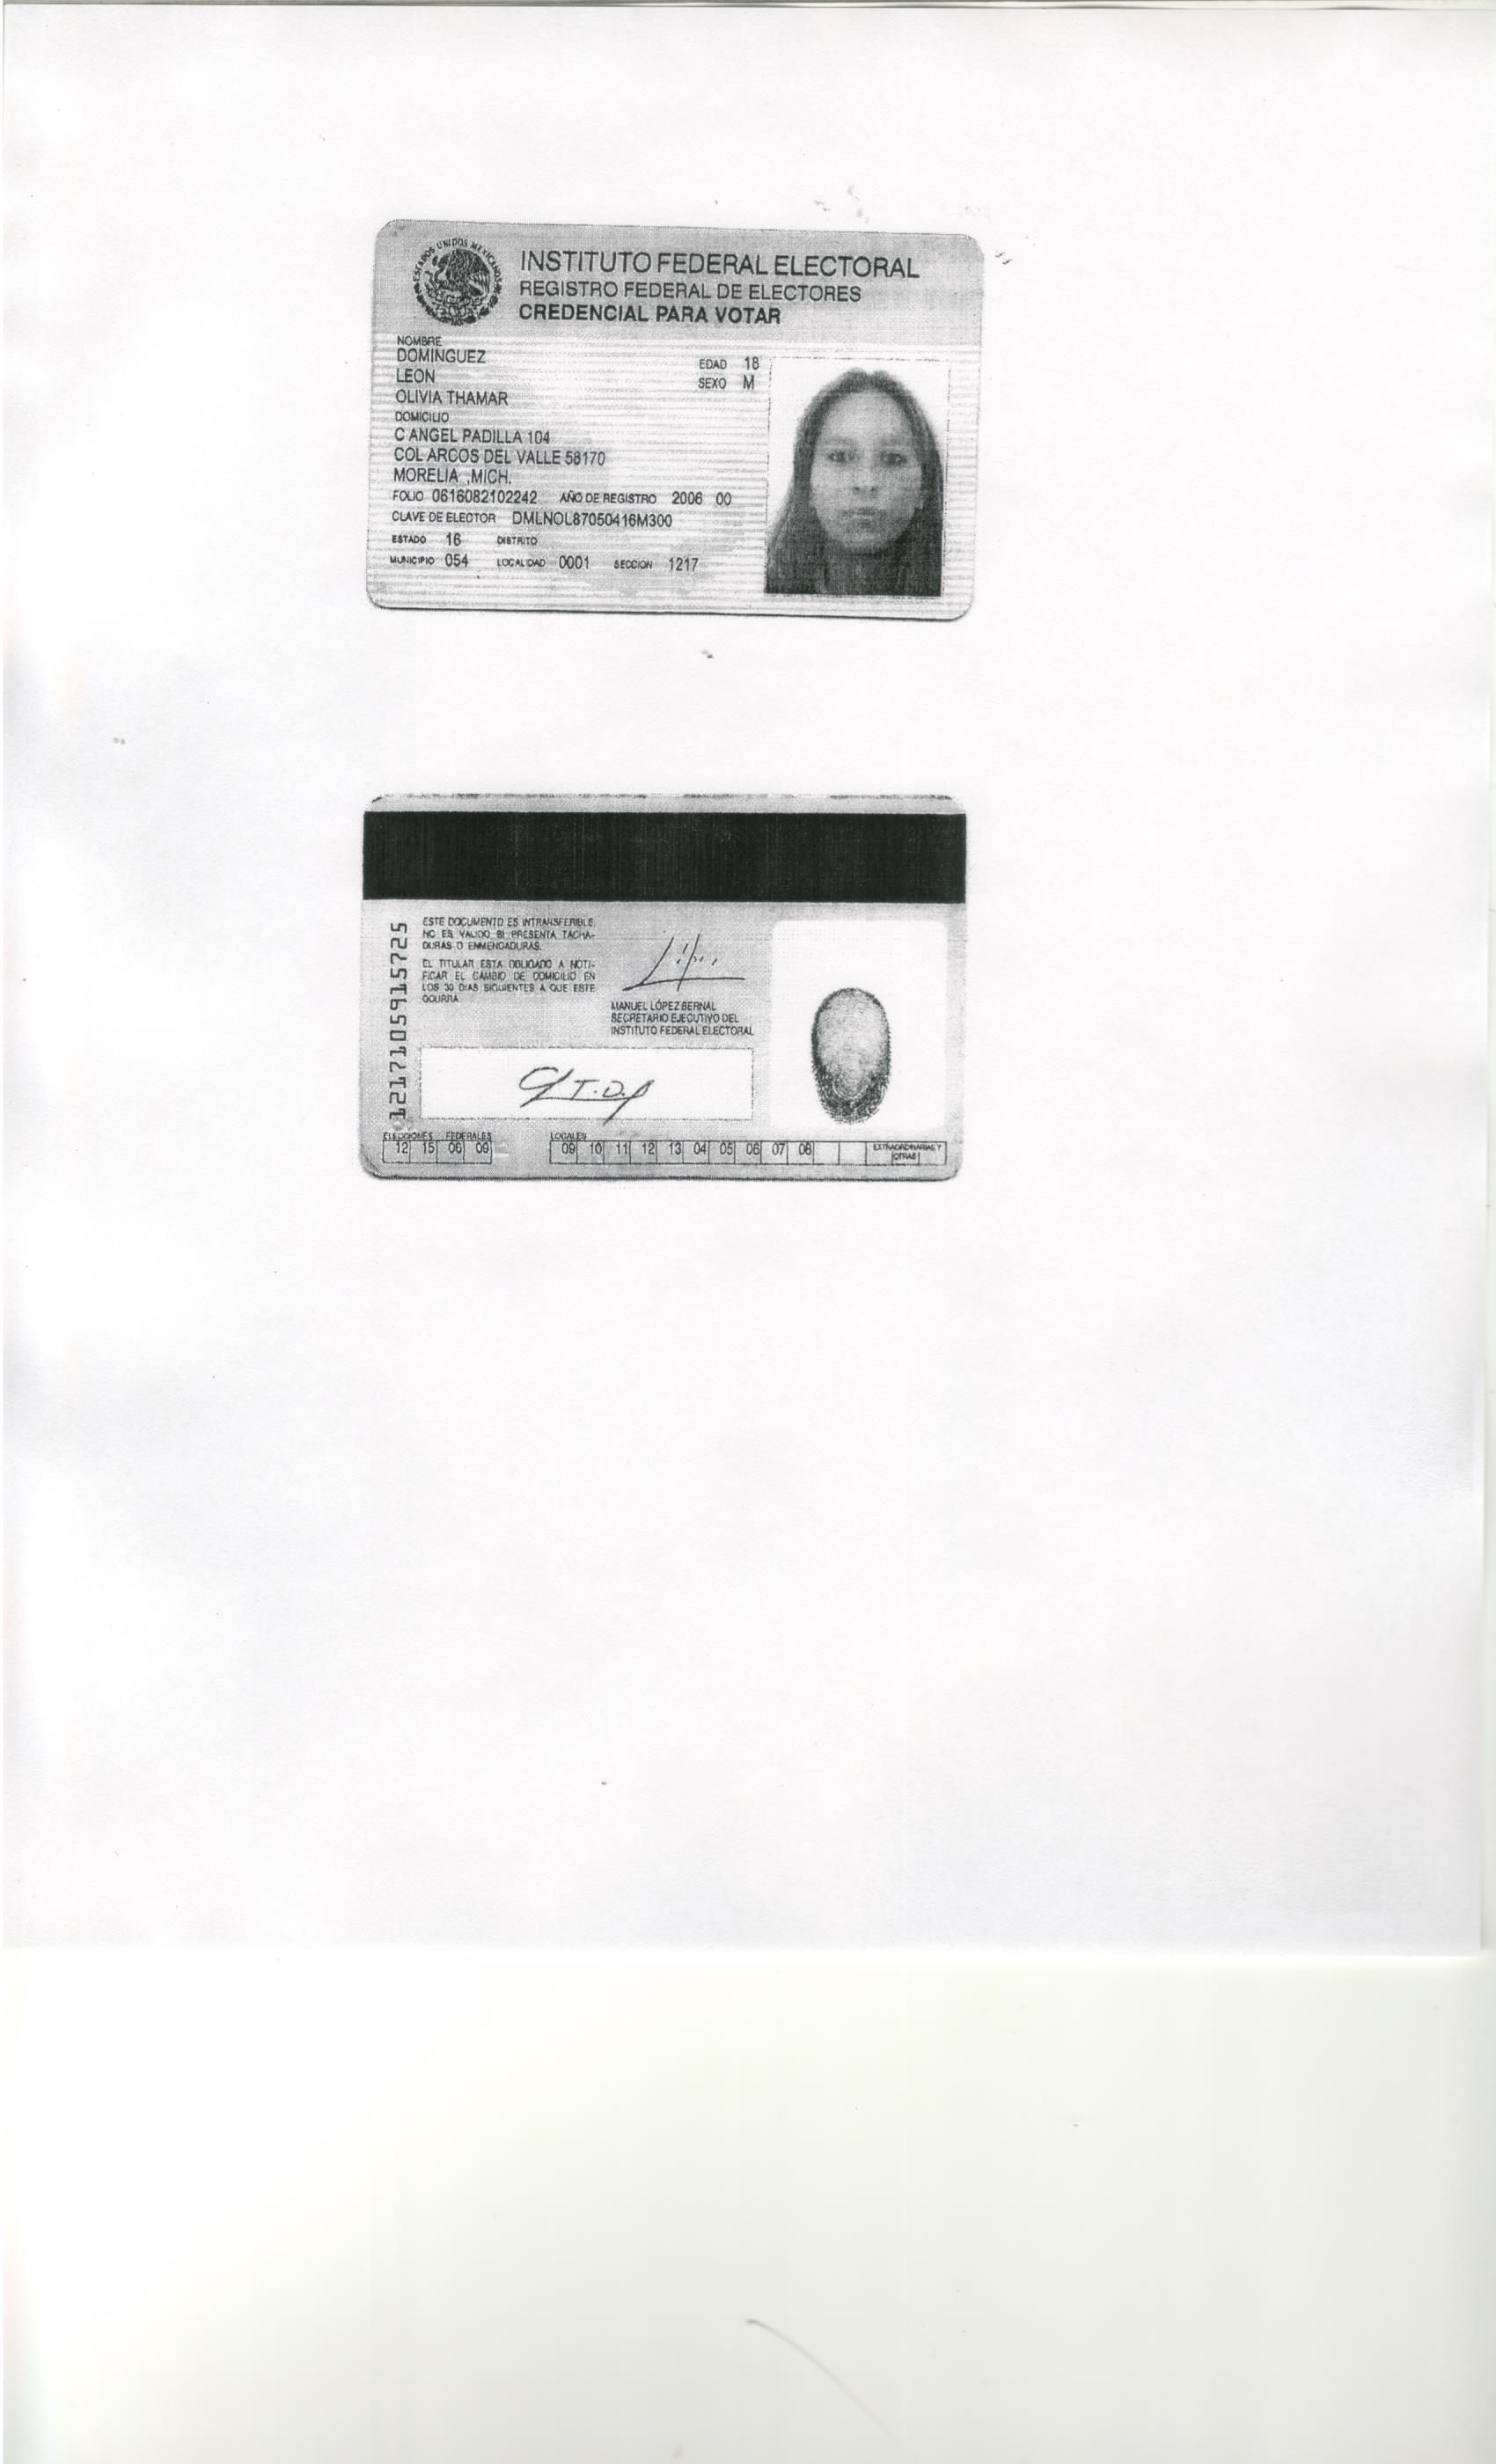 ESTADOS UNIDOS MEXICANOS
INSTITUTO FEDERAL ELECTORAL
REGISTRO FEDERAL DE ELECTORES
CREDENCIAL PARA VOTAR
NOMBRE
DOMINGUEZ
LEON
OLIVIA THAMAR
EDAD 18
SEXO M
DOMICILIO
C ANGEL PADILLA 104
COL ARCOS DEL VALLE 58170
MORELIA ,MICH.
FOLIO 0616082102242 AÑO DE REGISTRO 2006 00
CLAVE DE ELECTOR DMLNOL87050416M300
ESTADO 16 DISTRITO
MUNICIPIO 054 LOCALIDAD 0001 SECCION 1217
1217105915725
ESTE DOCUMENTO ES INTRANSFERIBLE,
NO ES VALIDO SI PRESENTA TACHA-
DURAS O ENMENDADURAS.
EL TITULAR ESTA OBLIGADO A NOTI-
FICAR EL CAMBIO DE DOMICILIO EN
LOS 30 DIAS SIGUIENTES A QUE ESTE
OCURRA.
MANUEL LÓPEZ BERNAL
SECRETARIO EJECUTIVO DEL
INSTITUTO FEDERAL ELECTORAL
ELECCIONES FEDERALES
12 15 06 09
LOCALES
09 10 11 12 13 04 05 06 07 08
EXTRAORDINARIAS Y
OTRAS